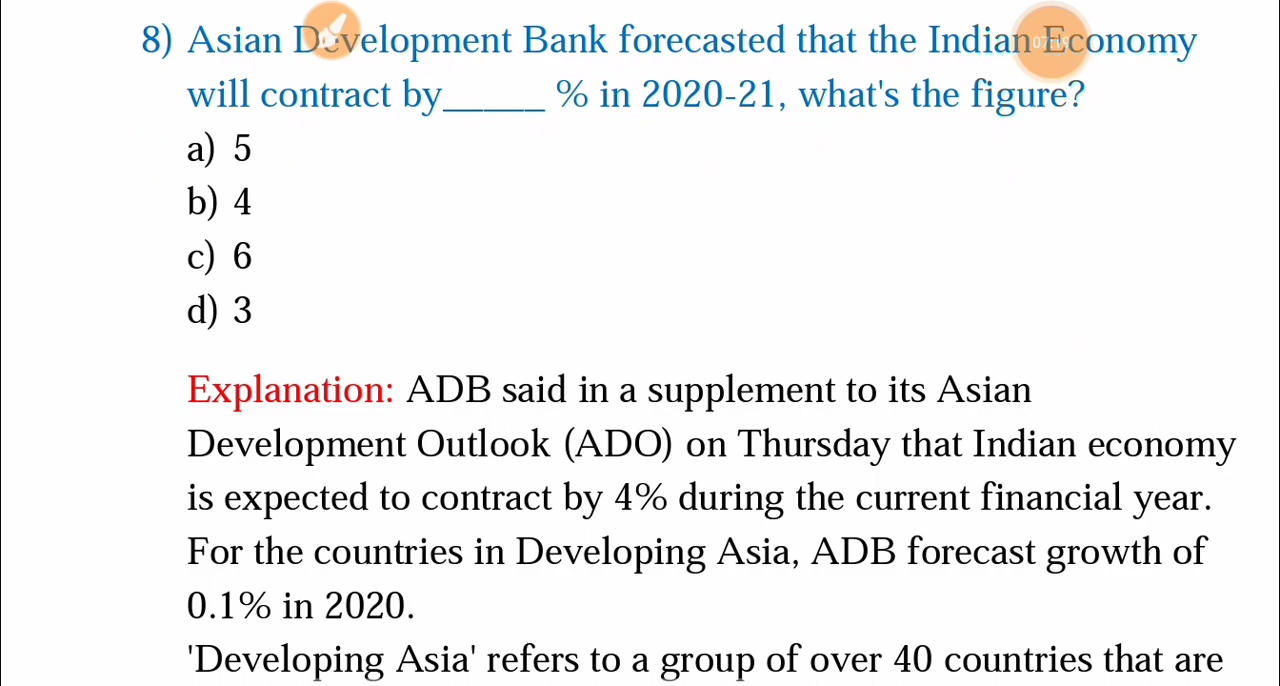 8) Asian Development Bank forecasted that the Indian Economy
will contract by_____ % in 2020-21, what's the figure?
a) 5
b) 4
c) 6
d) 3
Explanation: ADB said in a supplement to its Asian
Development Outlook (ADO) on Thursday that Indian economy
is expected to contract by 4% during the current financial year.
For the countries in Developing Asia, ADB forecast growth of
0.1% in 2020.
'Developing Asia' refers to a group of over 40 countries that are